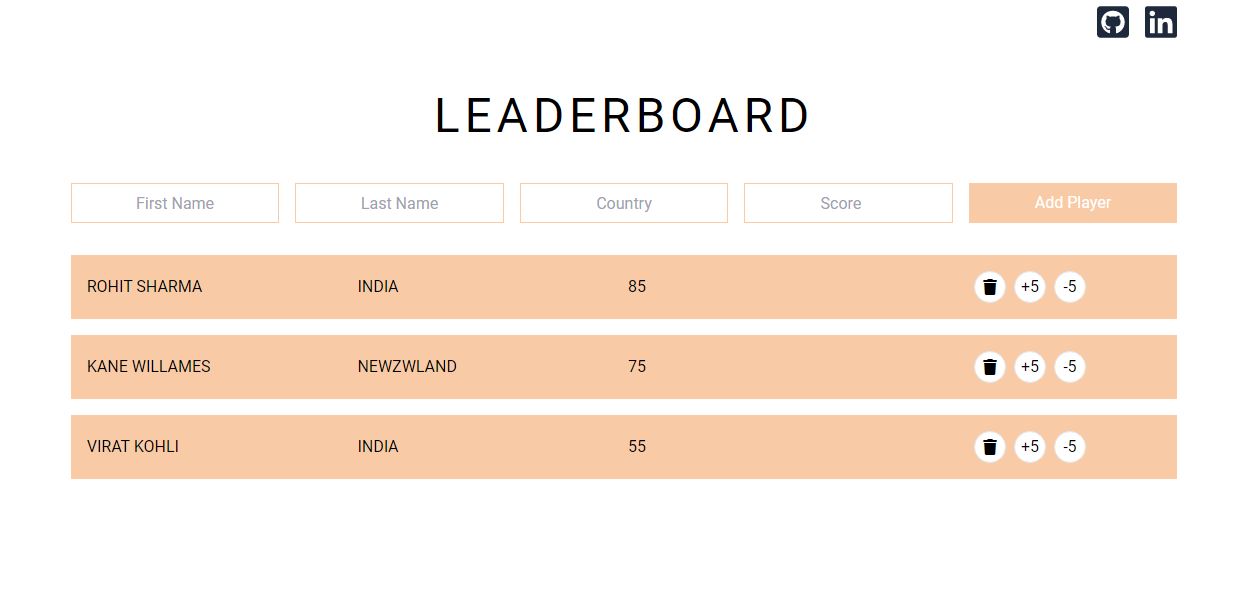 in
LEADERBOARD
First Name Last Name Country Score Add Player
ROHIT SHARMA INDIA 85 +5 -5
KANE WILLAMES NEWZWLAND 75 +5 -5
VIRAT KOHLI INDIA 55 +5 -5